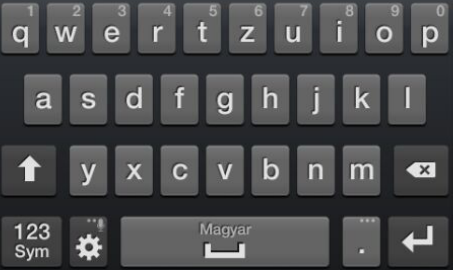 1 2 3 4 5 6 7 8 9 0
q w e r t z u i o p
a s d f g h j k l
y x c v b n m
123 Magyar .
Sym